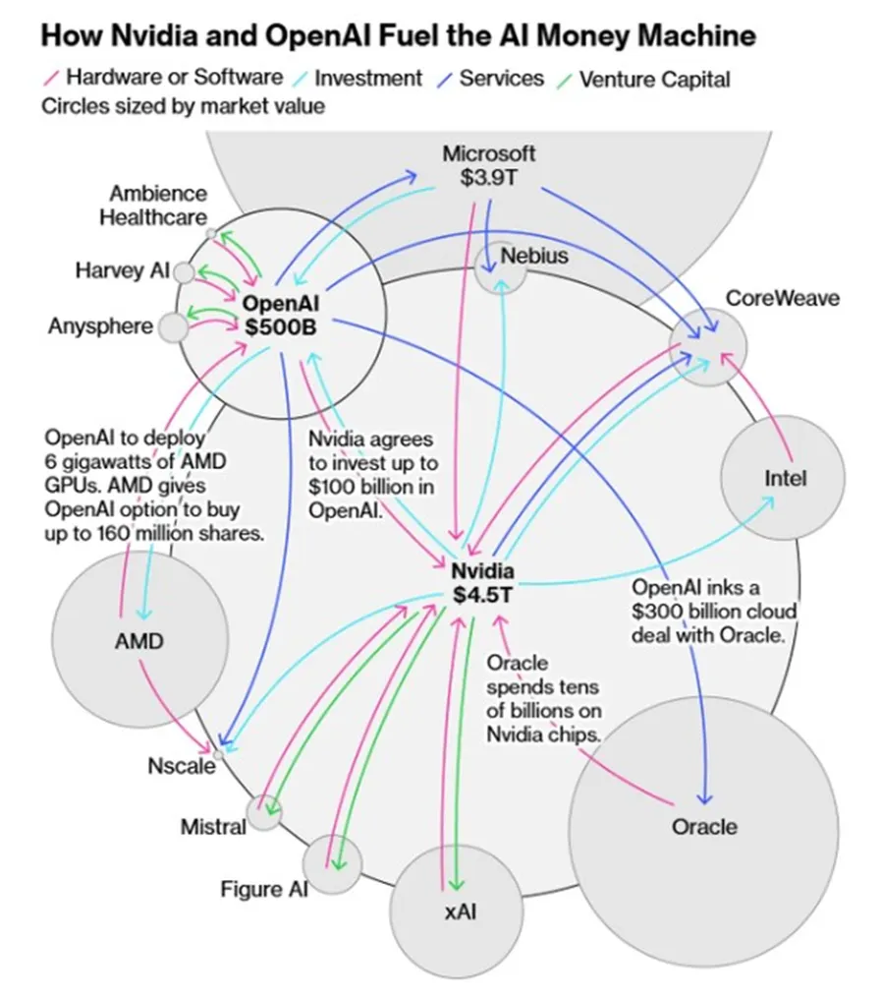 How Nvidia and OpenAI Fuel the AI Money Machine
Hardware or Software Investment Services Venture Capital
Circles sized by market value
Microsoft
$3.9T
Ambience
Healthcare
Harvey AI
Anysphere
OpenAI
$500B
Nebius
CoreWeave
OpenAI to deploy
6 gigawatts of AMD
GPUs. AMD gives
OpenAI option to buy
up to 160 million shares.
Nvidia agrees
to invest up to
$100 billion in
OpenAI.
Intel
Nvidia
$4.5T
OpenAI inks a
$300 billion cloud
deal with Oracle.
AMD
Oracle
spends tens
of billions on
Nvidia chips.
Nscale
Mistral
Figure AI
xAI
Oracle